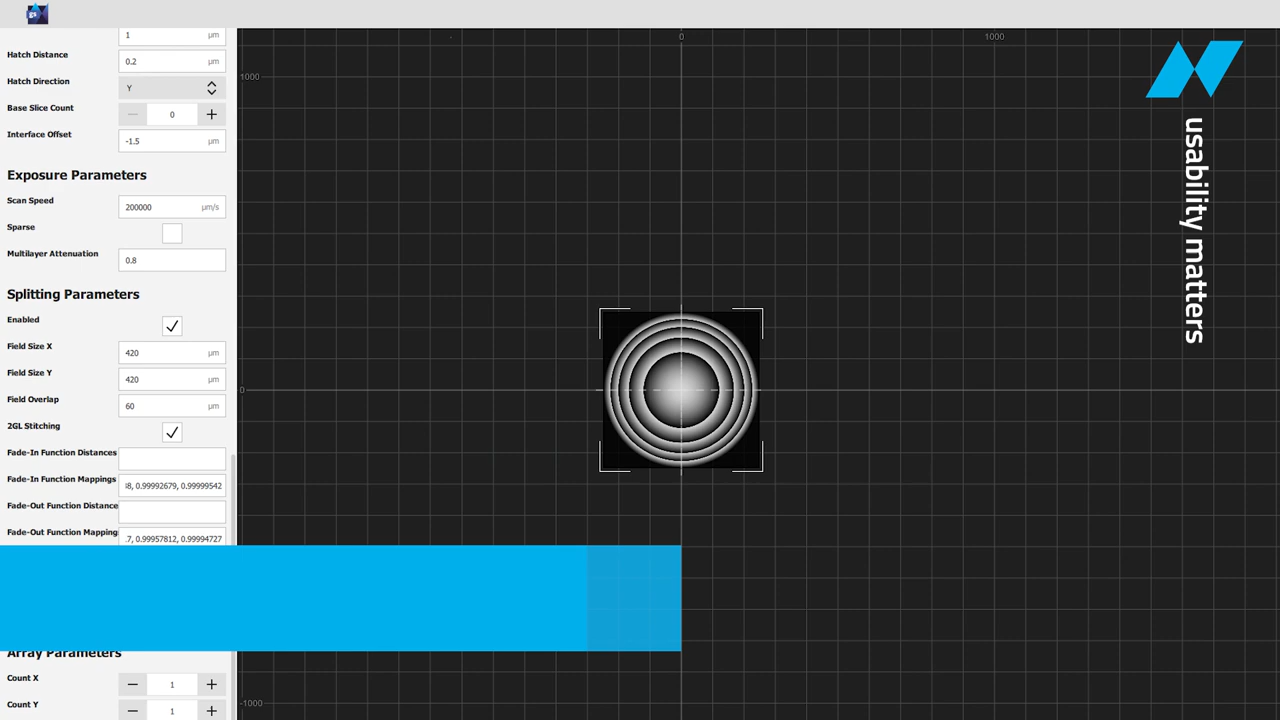 1 µm
Hatch Distance 0.2 µm
Hatch Direction Y
Base Slice Count 0
Interface Offset -1.5 µm
Exposure Parameters
Scan Speed 200000 µm/s
Sparse
Multilayer Attenuation 0.8
Splitting Parameters
Enabled
Field Size X 420 µm
Field Size Y 420 µm
Field Overlap 60 µm
2GL Stitching
Fade-In Function Distances
Fade-In Function Mappings 38, 0.99992679, 0.99999542
Fade-Out Function Distance
Fade-Out Function Mapping .7, 0.99957812, 0.99994727
Array Parameters
Count X 1
Count Y 1
0 1000
1000
0
-1000
usability matters